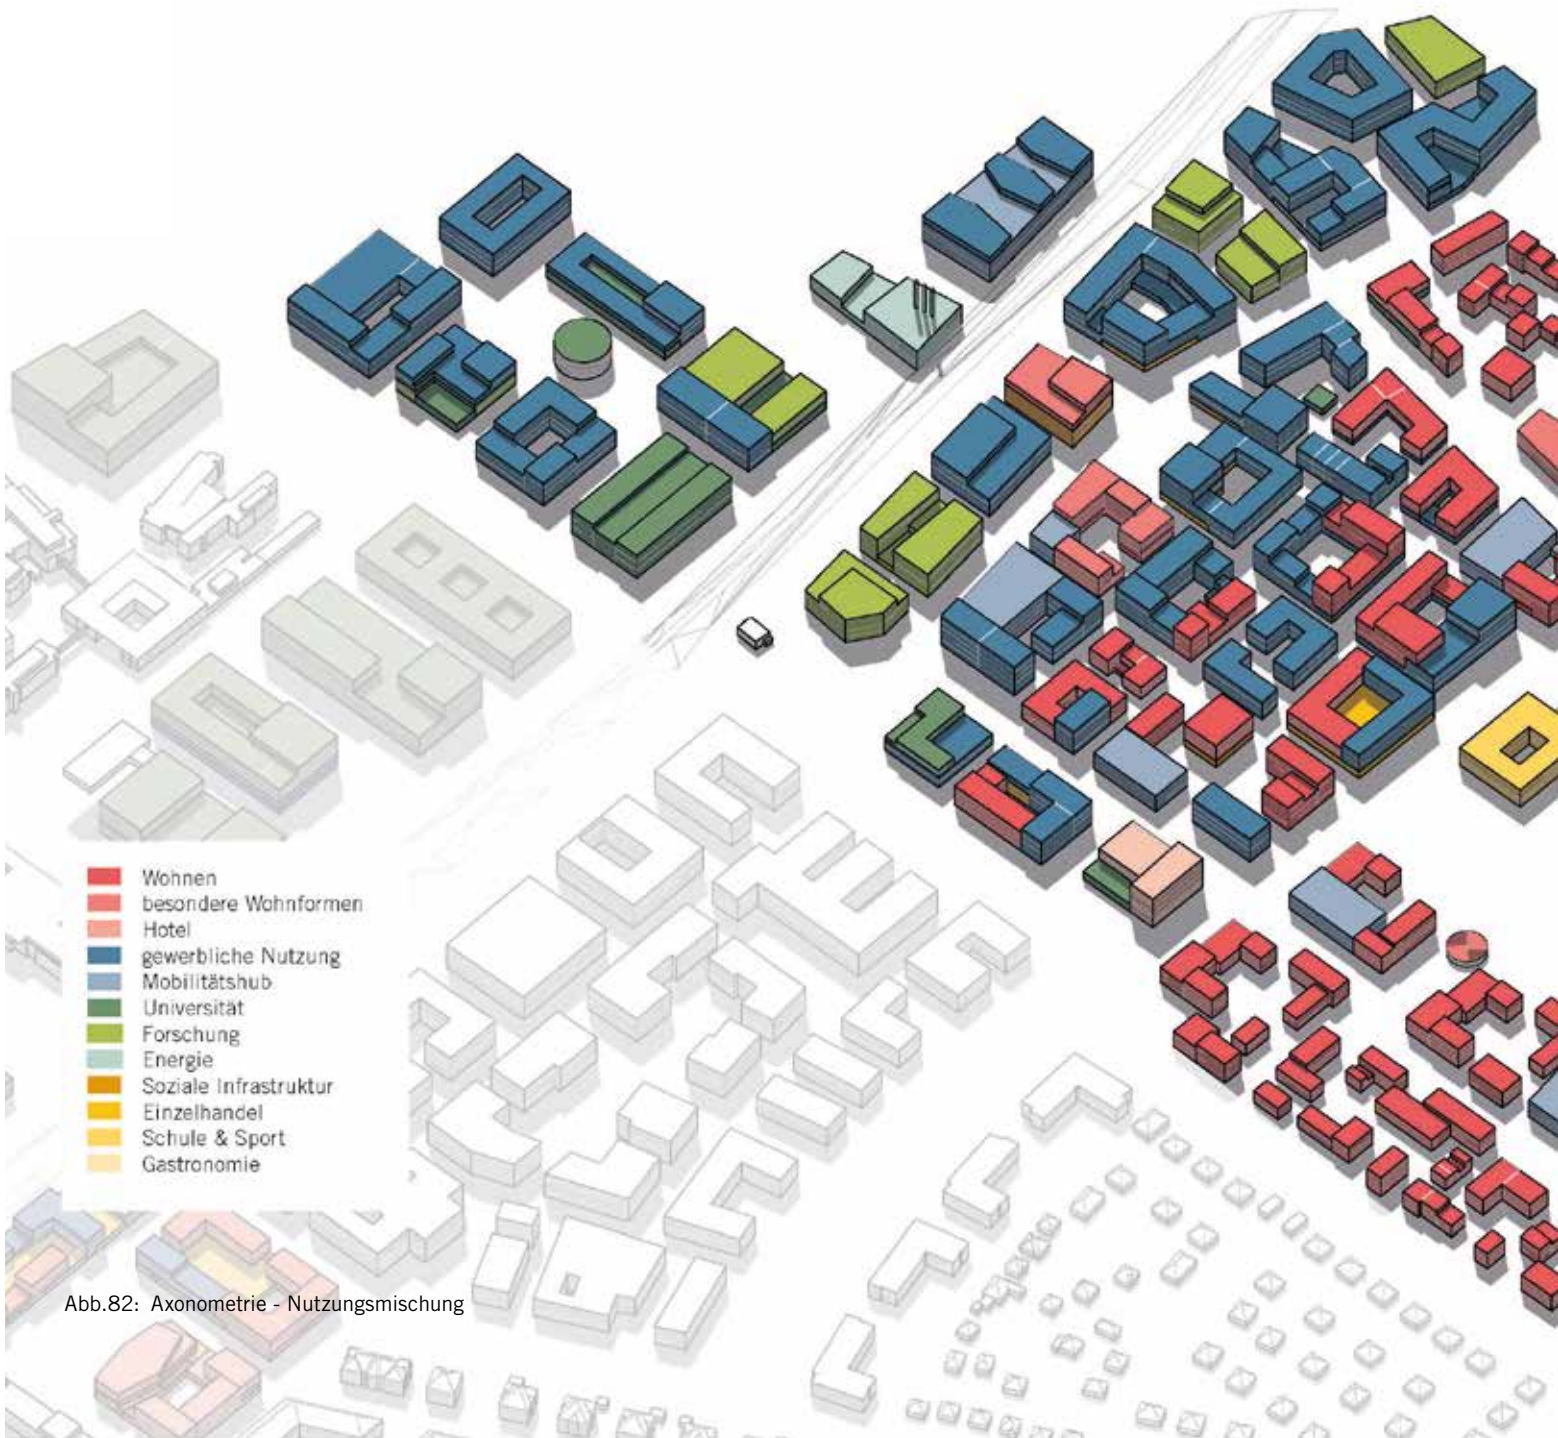 Wohnen
besondere Wohnformen
Hotel
gewerbliche Nutzung
Mobilitätshub
Universität
Forschung
Energie
Soziale Infrastruktur
Einzelhandel
Schule & Sport
Gastronomie
Abb.82: Axonometrie - Nutzungsmischung